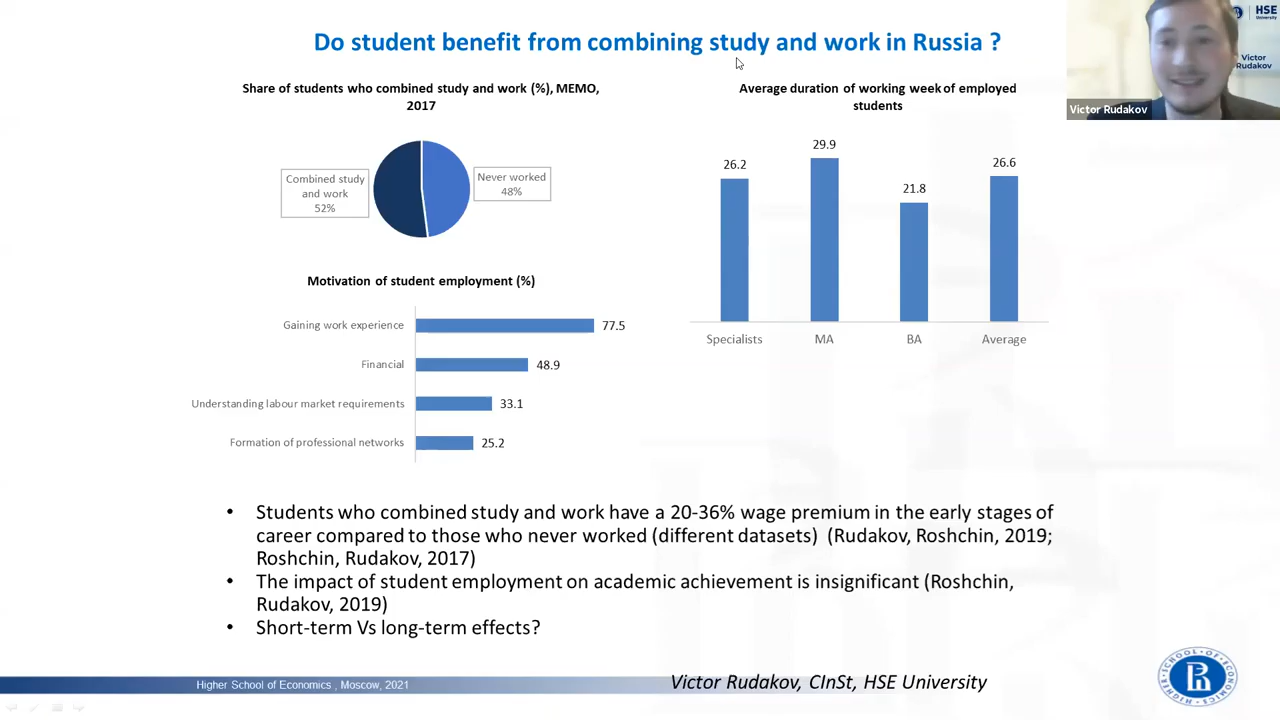 Do student benefit from combining study and work in Russia ?
HSE
University
Victor
Rudakov
Victor Rudakov
Share of students who combined study and work (%), MEMO,
2017
Combined study
and work
52%
Never worked
48%
Average duration of working week of employed
students
26.2
29.9
21.8
26.6
Specialists
MA
BA
Average
Motivation of student employment (%)
Gaining work experience
77.5
Financial
48.9
Understanding labour market requirements
33.1
Formation of professional networks
25.2
• Students who combined study and work have a 20-36% wage premium in the early stages of
career compared to those who never worked (different datasets) (Rudakov, Roshchin, 2019;
Roshchin, Rudakov, 2017)
• The impact of student employment on academic achievement is insignificant (Roshchin,
Rudakov, 2019)
• Short-term Vs long-term effects?
Higher School of Economics , Moscow, 2021
Victor Rudakov, CInSt, HSE University
HIGHER SCHOOL OF ECONOMICS